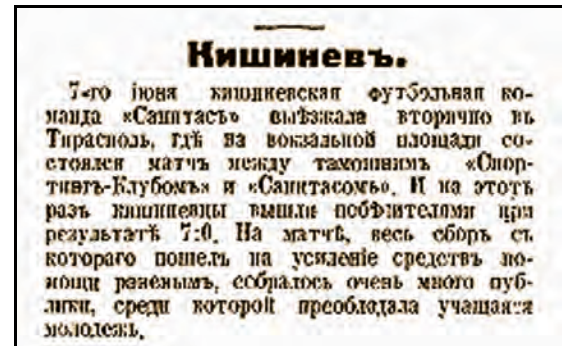 Кишиневъ.
7-го іюня кишиневская футбольная ко-
манда «Санитасъ» выѣзжала вторично въ
Тирасполь, гдѣ на вокзальной площади со-
стоялся матчъ между тамошнимъ «Спор-
тингъ-Клубомъ» и «Санитасомъ». И на этотъ
разъ кишиневцы вышли побѣдителями при
результатѣ 7:0. На матчѣ, весь сборъ съ
котораго пошелъ на усиленіе средствъ по-
мощи раненымъ, собралось очень много пуб-
лики, среди которой преобладала учащаяся
молодежь.